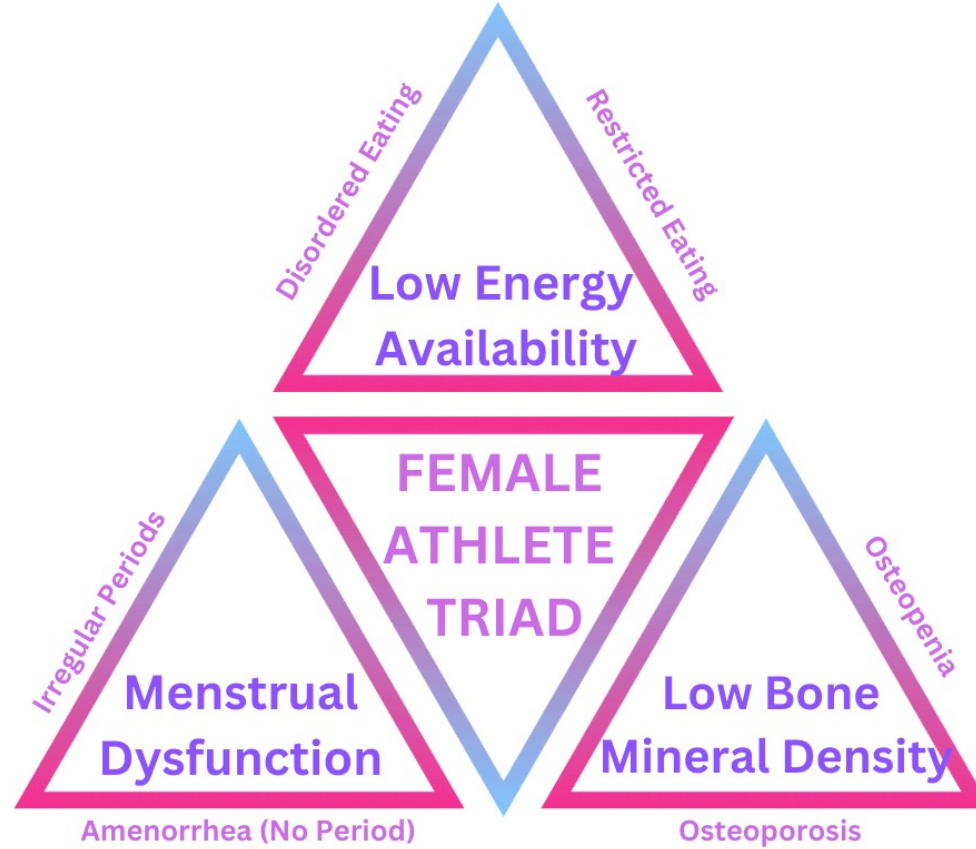 Disordered Eating
Restricted Eating
Low Energy
Availability
FEMALE
ATHLETE
TRIAD
Irregular Periods
Menstrual
Dysfunction
Amenorrhea (No Period)
Osteopenia
Low Bone
Mineral Density
Osteoporosis